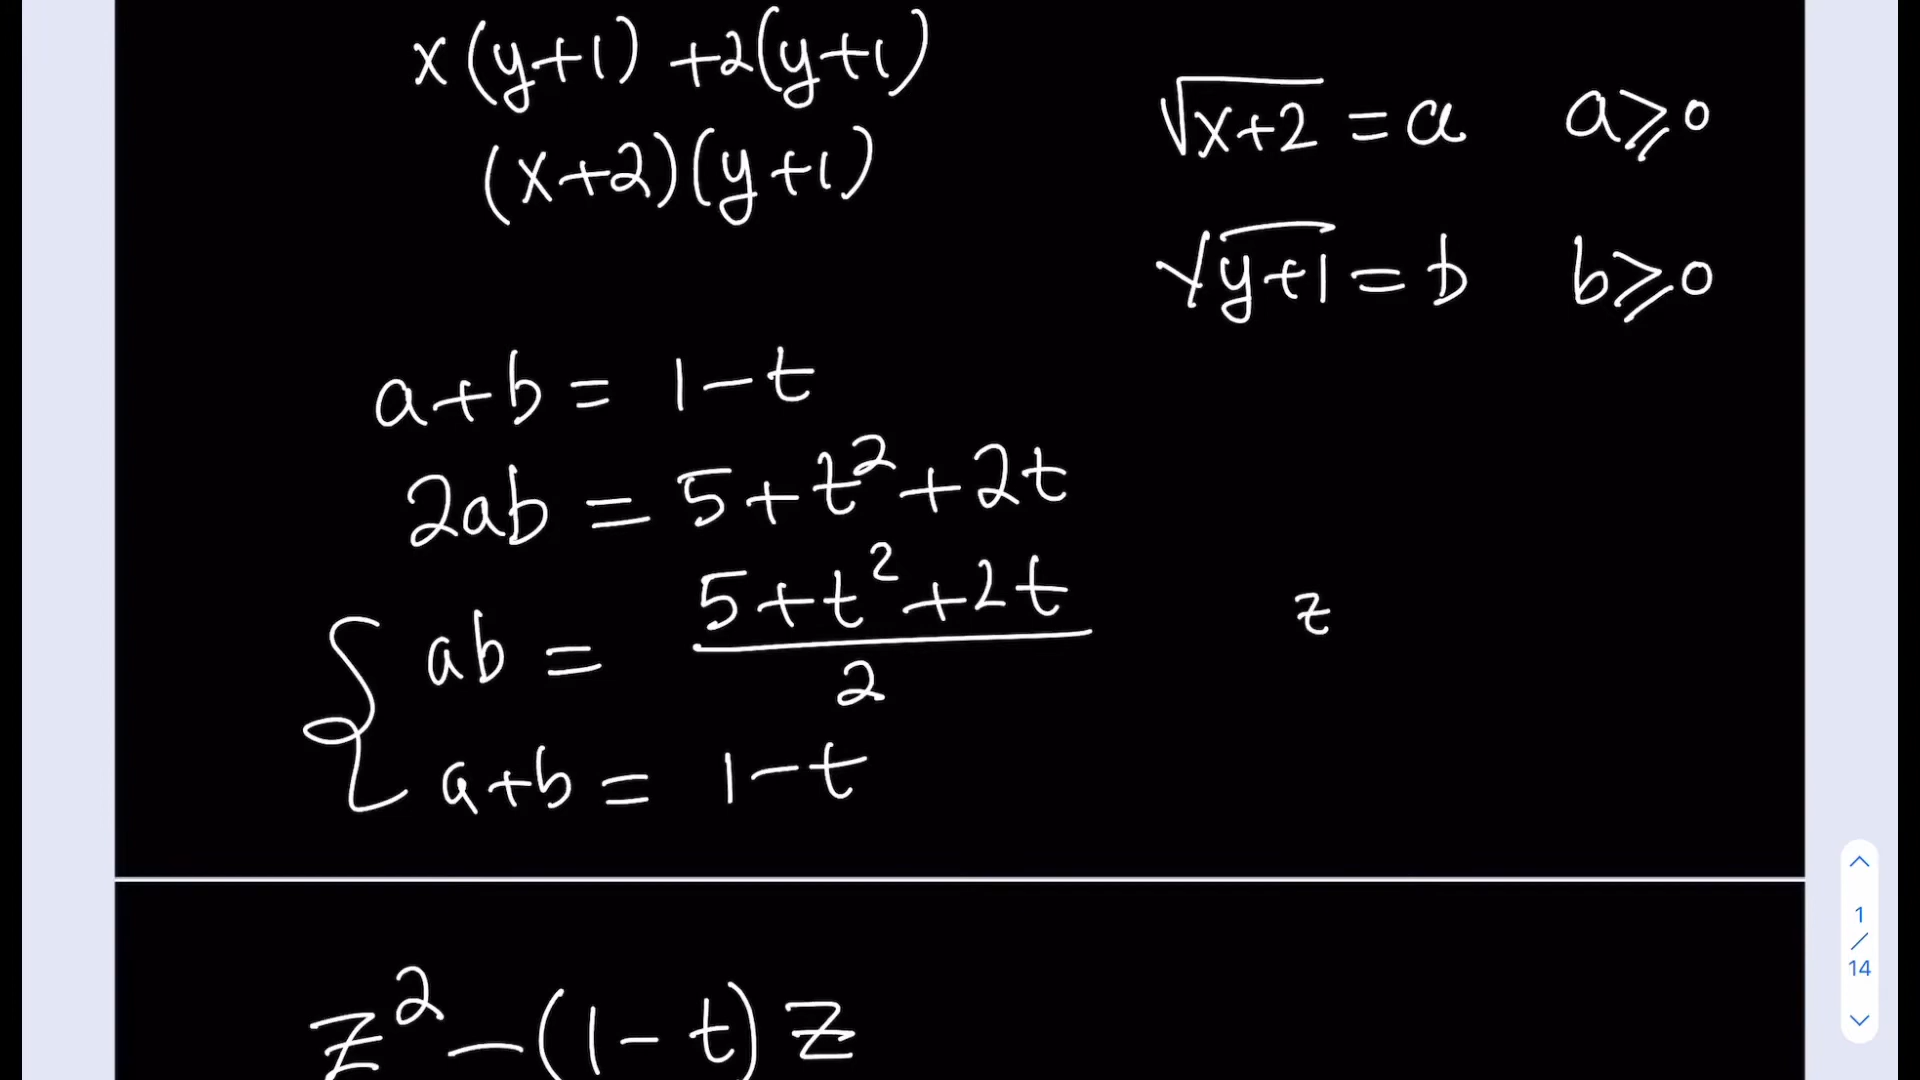 x(y+1) +2(y+1)
(x+2)(y+1)
√x+2 = a a⩾0
√y+1 = b b⩾0
a+b = 1-t
2ab = 5+t²+2t
ab = 5+t²+2t / 2
z
a+b = 1-t
z² - (1-t) z
1
/
14